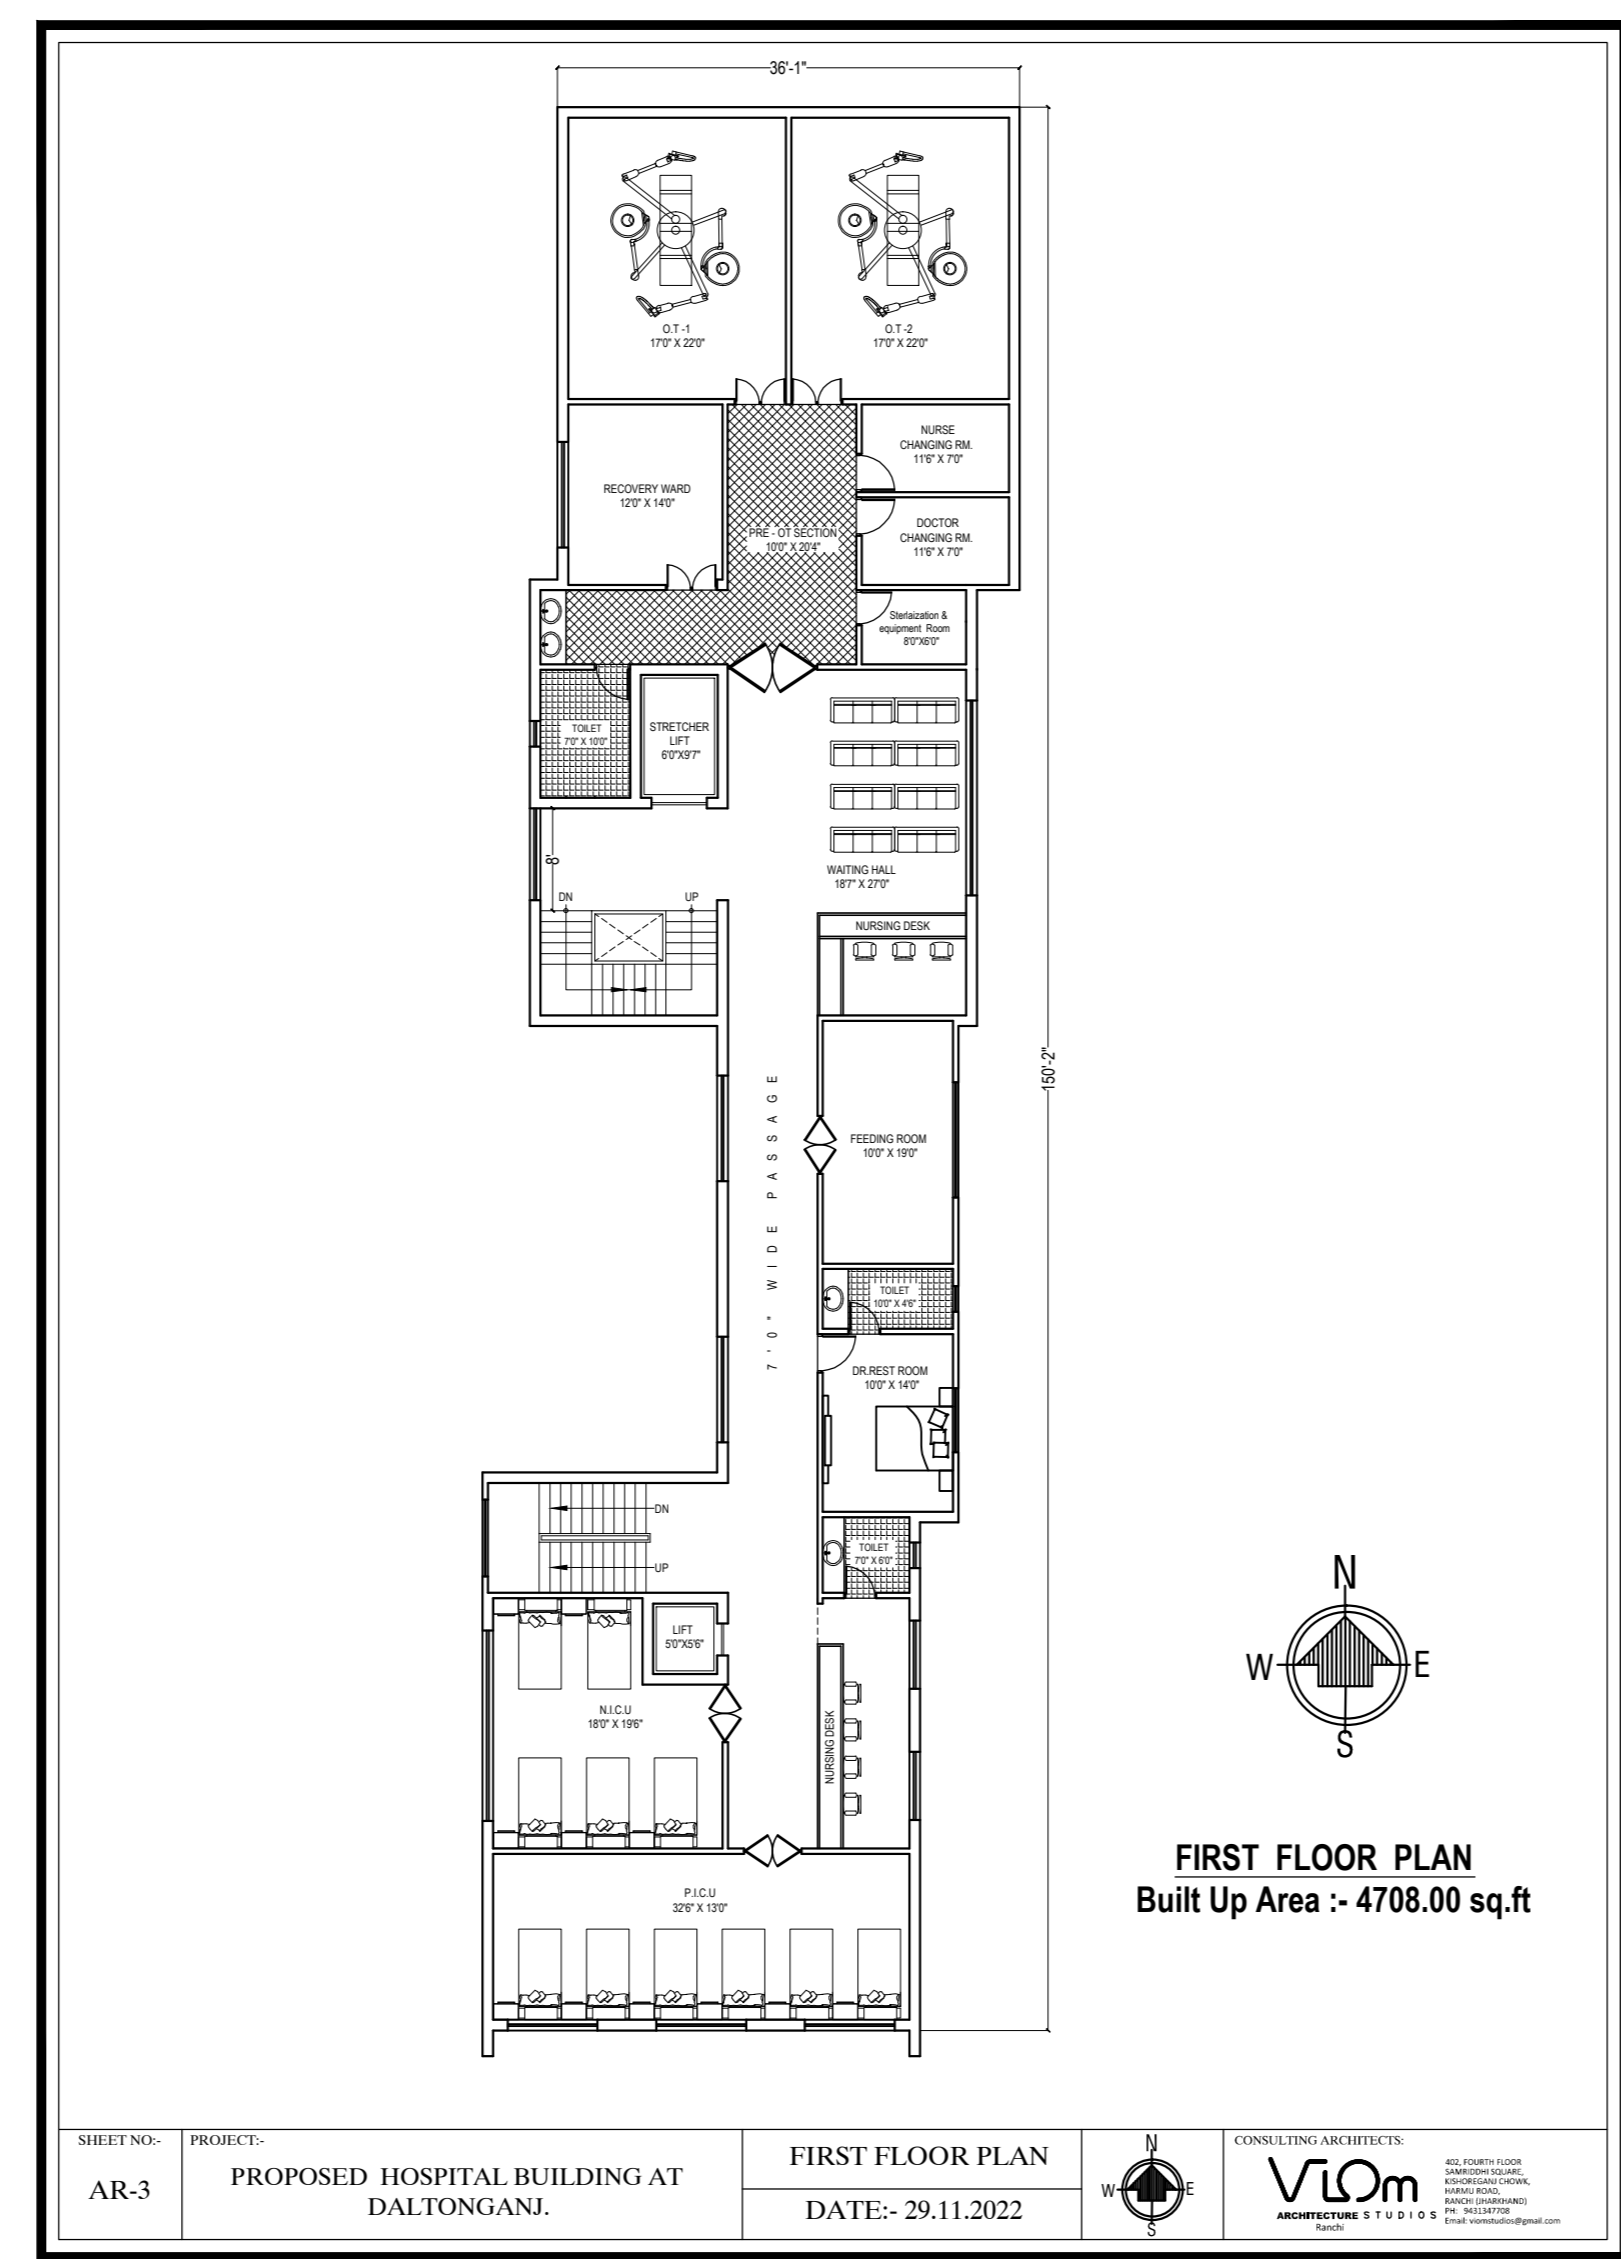 36'-1"
O.T -1
17'0" X 22'0"
O.T -2
17'0" X 22'0"
NURSE
CHANGING RM.
11'6" X 7'0"
RECOVERY WARD
12'0" X 14'0"
DOCTOR
CHANGING RM.
11'6" X 7'0"
PRE - OT SECTION
10'0" X 20'4"
Sterlaization &
equipment Room
8'0"X6'0"
TOILET
7'0" X 10'0"
STRETCHER
LIFT
6'0"X9'7"
8'
WAITING HALL
18'7" X 27'0"
DN
UP
NURSING DESK
150'-2"
7'0" WIDE PASSAGE
FEEDING ROOM
10'0" X 19'0"
TOILET
10'0" X 4'6"
DR.REST ROOM
10'0" X 14'0"
DN
UP
TOILET
7'0" X 6'0"
LIFT
5'0"X5'6"
N.I.C.U
18'0" X 19'6"
NURSING DESK
P.I.C.U
32'6" X 13'0"
N
W
E
S
FIRST FLOOR PLAN
Built Up Area :- 4708.00 sq.ft
SHEET NO:-
AR-3
PROJECT:-
PROPOSED HOSPITAL BUILDING AT
DALTONGANJ.
FIRST FLOOR PLAN
DATE:- 29.11.2022
N
W
E
S
CONSULTING ARCHITECTS:
VIOm
ARCHITECTURE STUDIOS
Ranchi
402, FOURTH FLOOR
SAMRIDDHI SQUARE,
KISHOREGANJ CHOWK,
HARMU ROAD,
RANCHI (JHARKHAND)
PH: 9431347708
Email: viomstudios@gmail.com